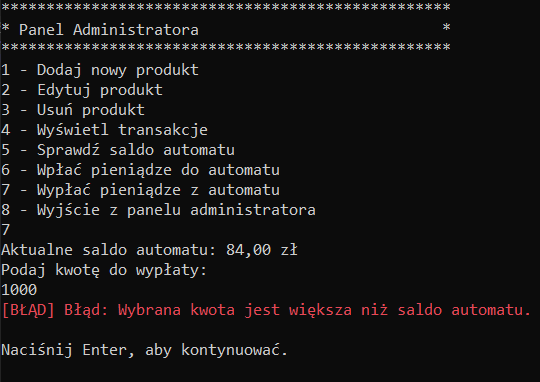 **************************************************
* Panel Administratora                           *
**************************************************
1 - Dodaj nowy produkt
2 - Edytuj produkt
3 - Usuń produkt
4 - Wyświetl transakcje
5 - Sprawdź saldo automatu
6 - Wpłać pieniądze do automatu
7 - Wypłać pieniądze z automatu
8 - Wyjście z panelu administratora
7
Aktualne saldo automatu: 84,00 zł
Podaj kwotę do wypłaty:
1000
[BŁĄD] Błąd: Wybrana kwota jest większa niż saldo automatu.
Naciśnij Enter, aby kontynuować.